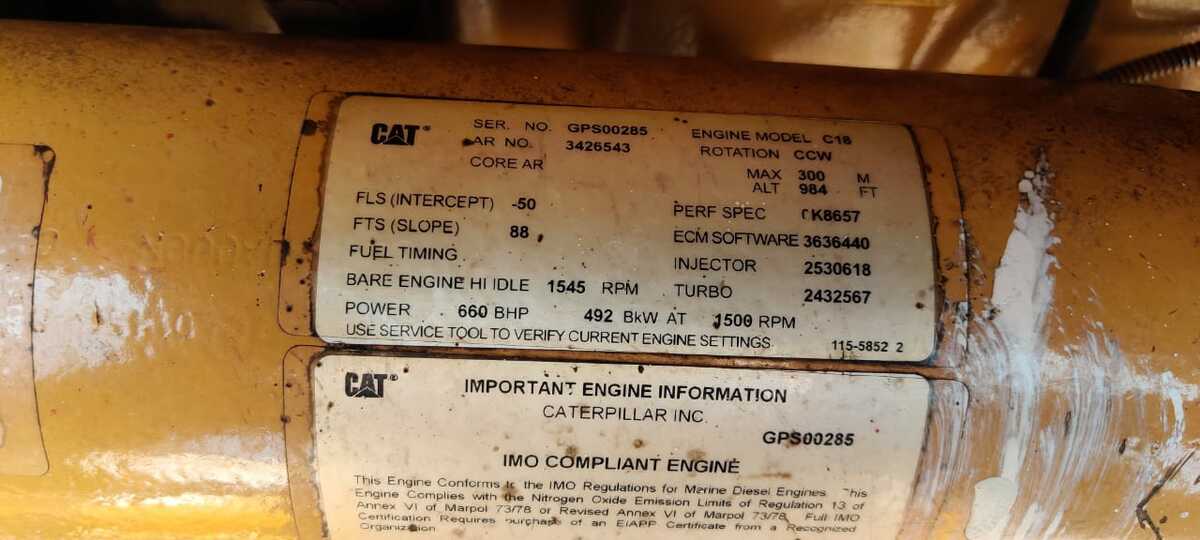 CAT® SER. NO. GPS00285 ENGINE MODEL C18
AR NO. 3426543 ROTATION CCW
CORE AR MAX 300 M
ALT 984 FT
FLS (INTERCEPT) -50 PERF SPEC 0K8657
FTS (SLOPE) 88 ECM SOFTWARE 3636440
FUEL TIMING INJECTOR 2530618
BARE ENGINE HI IDLE 1545 RPM TURBO 2432567
POWER 660 BHP 492 BkW AT 1500 RPM
USE SERVICE TOOL TO VERIFY CURRENT ENGINE SETTINGS 115-5852 2
CAT® IMPORTANT ENGINE INFORMATION
CATERPILLAR INC.
GPS00285
IMO COMPLIANT ENGINE
This Engine Conforms to the IMO Regulations for Marine Diesel Engines. This
Engine Complies with the Nitrogen Oxide Emission Limits of Regulation 13 of
Annex VI of Marpol 73/78 or Revised Annex VI of Marpol 73/78. Full IMO
Certification Requires purchase of an EIAPP Certificate from a Recognized
Organization